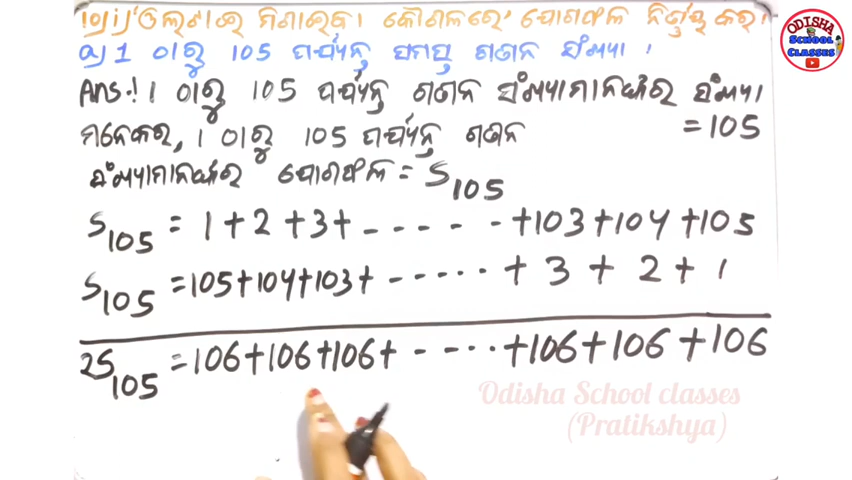 10)i) ଓଲଟାଇ ମିଶାଇବା କୌଶଳରେ ଯୋଗଫଳ ନିର୍ଣ୍ଣୟ କର।
a) 1 ଠାରୁ 105 ପର୍ଯ୍ୟନ୍ତ ସମସ୍ତ ଗଣନ ସଂଖ୍ୟା ।
Ans:- 1 ଠାରୁ 105 ପର୍ଯ୍ୟନ୍ତ ଗଣନ ସଂଖ୍ୟାମାନଙ୍କର ସଂଖ୍ୟା
= 105
ମନେକର, 1 ଠାରୁ 105 ପର୍ଯ୍ୟନ୍ତ ଗଣନ
ସଂଖ୍ୟାମାନଙ୍କର ଯୋଗଫଳ = S105
S105 = 1 + 2 + 3 + - - - - - - +103 +104 +105
S105 = 105+104+103+ - - - · · · + 3 + 2 + 1
2S105 = 106+106+106+ - - - · · +106+106 +106
ODISHA
School
CLASSES
Odisha School classes
(Pratikshya)